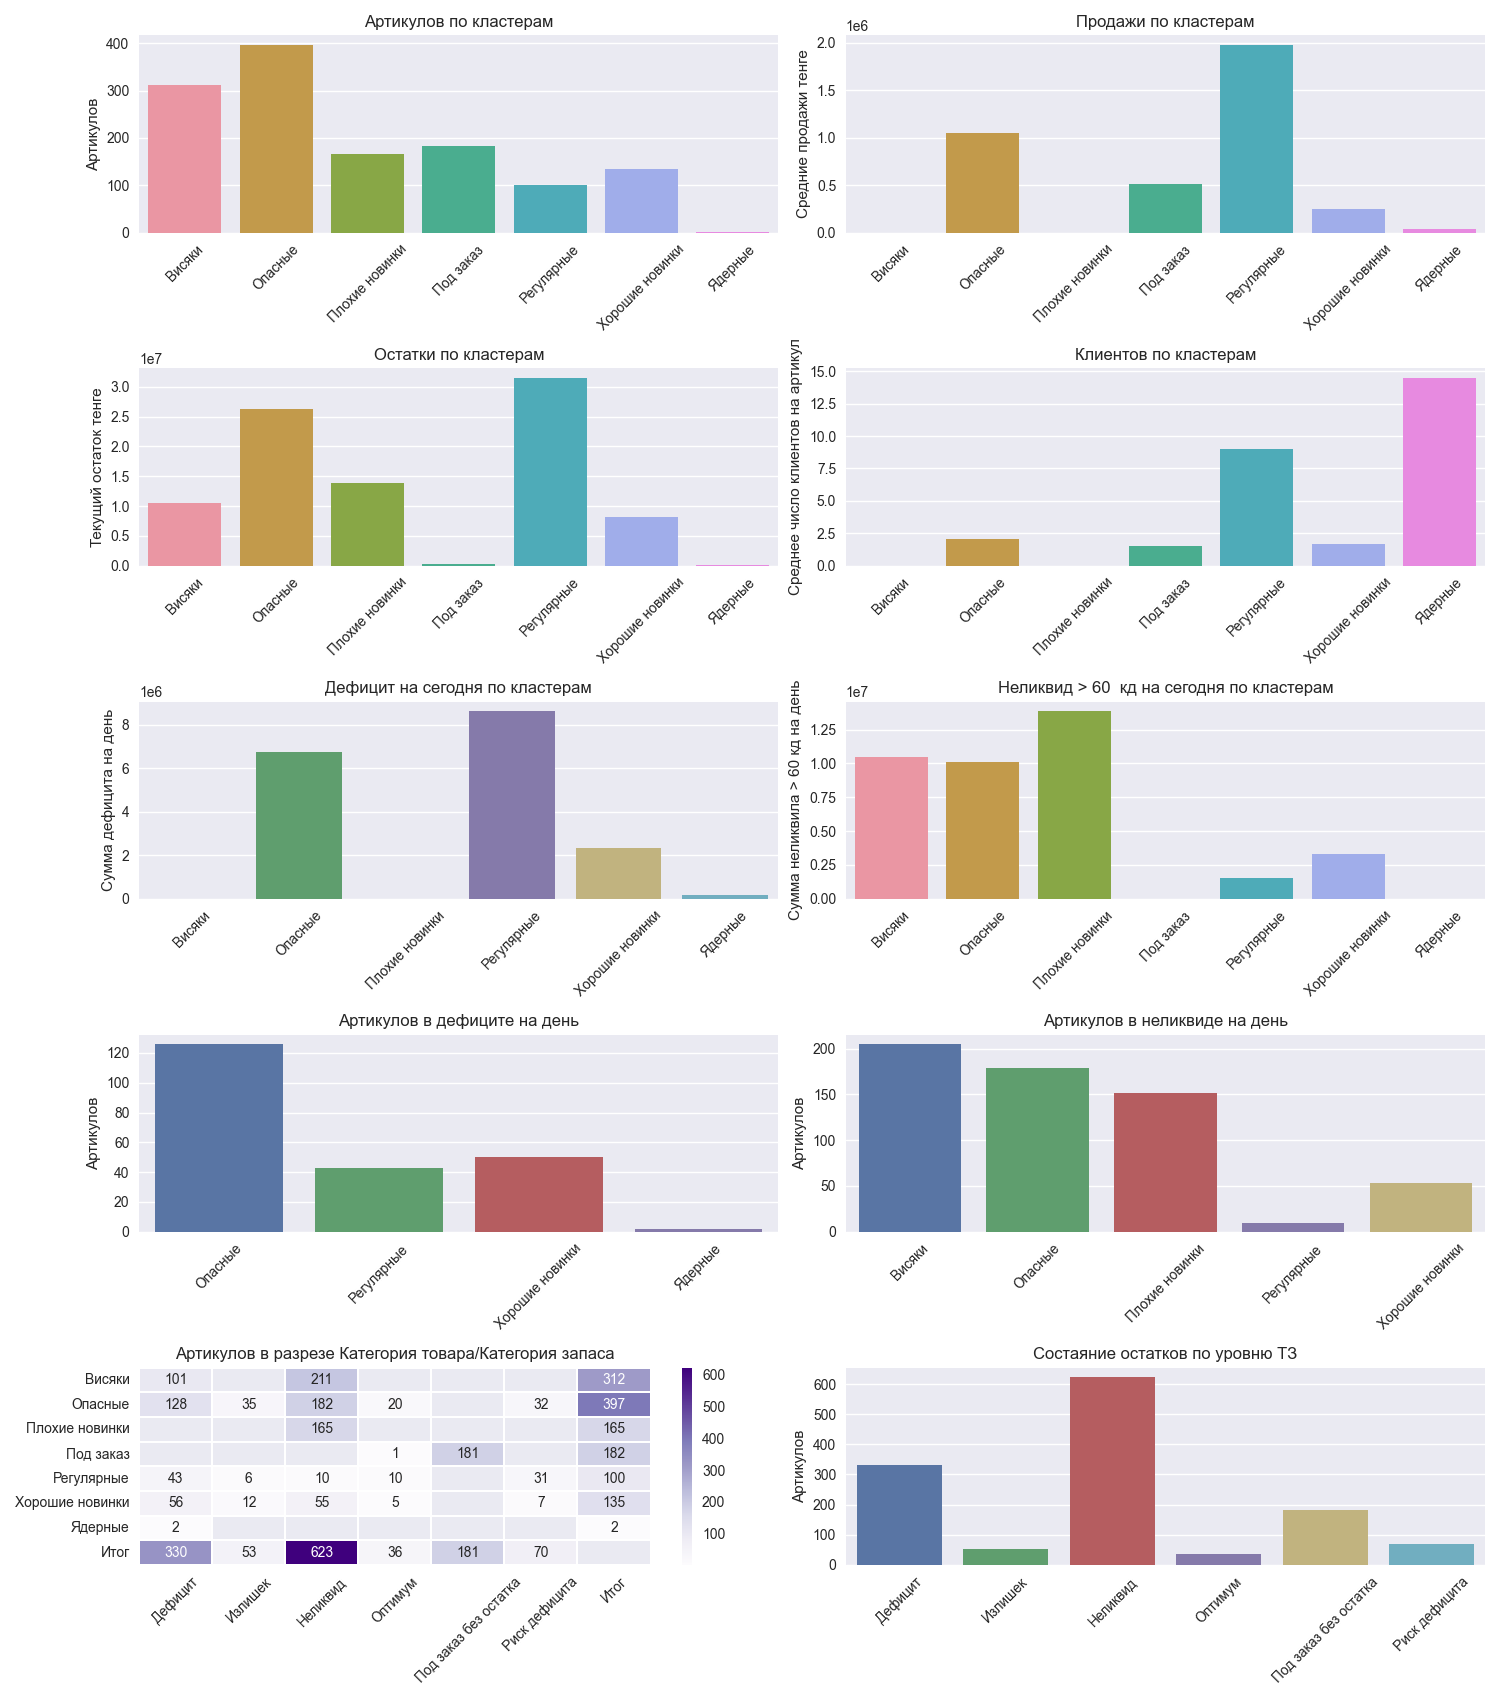 Артикулов по кластерам
Артикулов
400
300
200
100
0
Висяки
Опасные
Плохие новинки
Под заказ
Регулярные
Хорошие новинки
Ядерные
Продажи по кластерам
1e6
Средние продажи тенге
2.0
1.5
1.0
0.5
0.0
Висяки
Опасные
Плохие новинки
Под заказ
Регулярные
Хорошие новинки
Ядерные
Остатки по кластерам
1e7
Текущий остаток тенге
3.0
2.5
2.0
1.5
1.0
0.5
0.0
Висяки
Опасные
Плохие новинки
Под заказ
Регулярные
Хорошие новинки
Ядерные
Клиентов по кластерам
Среднее число клиентов на артикул
15.0
12.5
10.0
7.5
5.0
2.5
0.0
Висяки
Опасные
Плохие новинки
Под заказ
Регулярные
Хорошие новинки
Ядерные
Дефицит на сегодня по кластерам
1e6
Сумма дефицита на день
8
6
4
2
0
Висяки
Опасные
Плохие новинки
Регулярные
Хорошие новинки
Ядерные
Неликвид > 60 кд на сегодня по кластерам
1e7
Сумма неликвила > 60 кд на день
1.25
1.00
0.75
0.50
0.25
0.00
Висяки
Опасные
Плохие новинки
Под заказ
Регулярные
Хорошие новинки
Ядерные
Артикулов в дефиците на день
Артикулов
120
100
80
60
40
20
0
Опасные
Регулярные
Хорошие новинки
Ядерные
Артикулов в неликвиде на день
Артикулов
200
150
100
50
0
Висяки
Опасные
Плохие новинки
Регулярные
Хорошие новинки
Артикулов в разрезе Категория товара/Категория запаса
Висяки 101 211 312
Опасные 128 35 182 20 32 397
Плохие новинки 165 165
Под заказ 1 181 182
Регулярные 43 6 10 10 31 100
Хорошие новинки 56 12 55 5 7 135
Ядерные 2 2
Итог 330 53 623 36 181 70
Дефицит
Излишек
Неликвид
Оптимум
Под заказ без остатка
Риск дефицита
Итог
600
500
400
300
200
100
Состаяние остатков по уровню ТЗ
Артикулов
600
500
400
300
200
100
0
Дефицит
Излишек
Неликвид
Оптимум
Под заказ без остатка
Риск дефицита